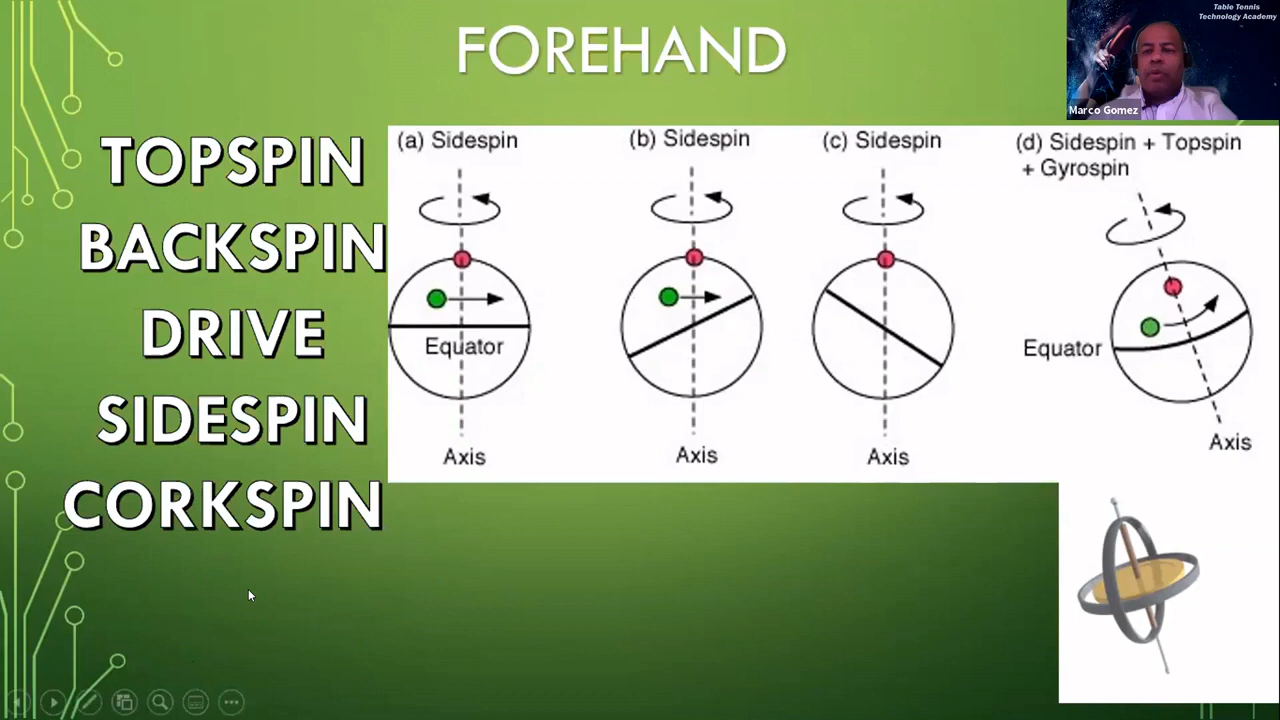 FOREHAND
Table Tennis
Technology Academy
Marco Gomez
TOPSPIN
BACKSPIN
DRIVE
SIDESPIN
CORKSPIN
(a) Sidespin
(b) Sidespin
(c) Sidespin
(d) Sidespin + Topspin
+ Gyrospin
Equator
Equator
Axis
Axis
Axis
Axis